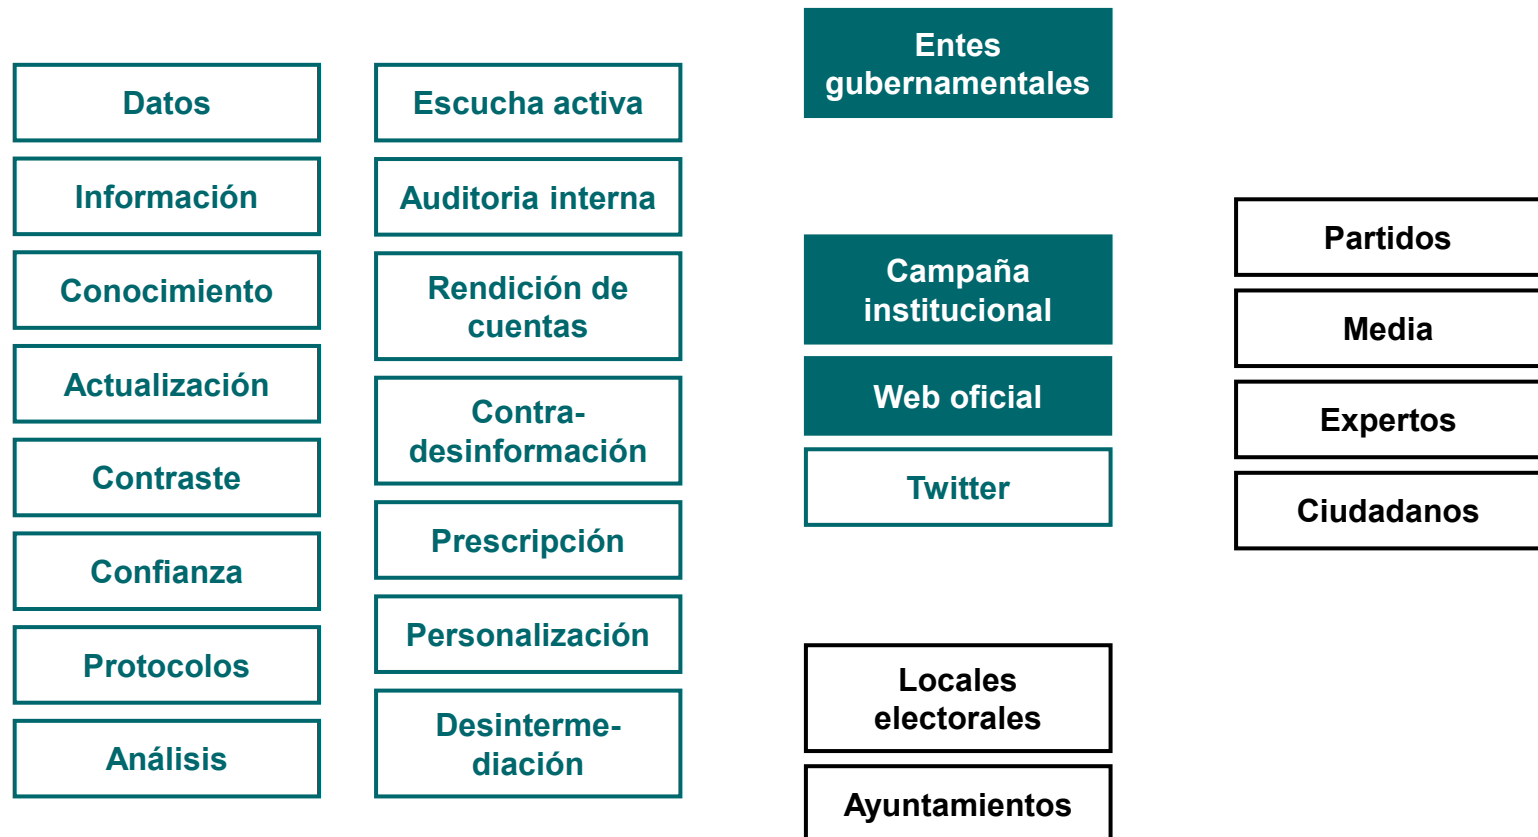 Datos
Información
Conocimiento
Actualización
Contraste
Confianza
Protocolos
Análisis
Escucha activa
Auditoria interna
Rendición de
cuentas
Contra-
desinformación
Prescripción
Personalización
Desinterme-
diación
Entes
gubernamentales
Campaña
institucional
Web oficial
Twitter
Locales
electorales
Ayuntamientos
Partidos
Media
Expertos
Ciudadanos